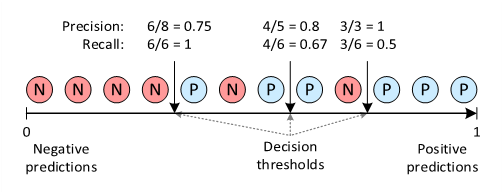 Precision: 6/8 = 0.75 4/5 = 0.8 3/3 = 1
Recall: 6/6 = 1 4/6 = 0.67 3/6 = 0.5
N N N N P N P P N P P P
0 1
Negative predictions Decision thresholds Positive predictions